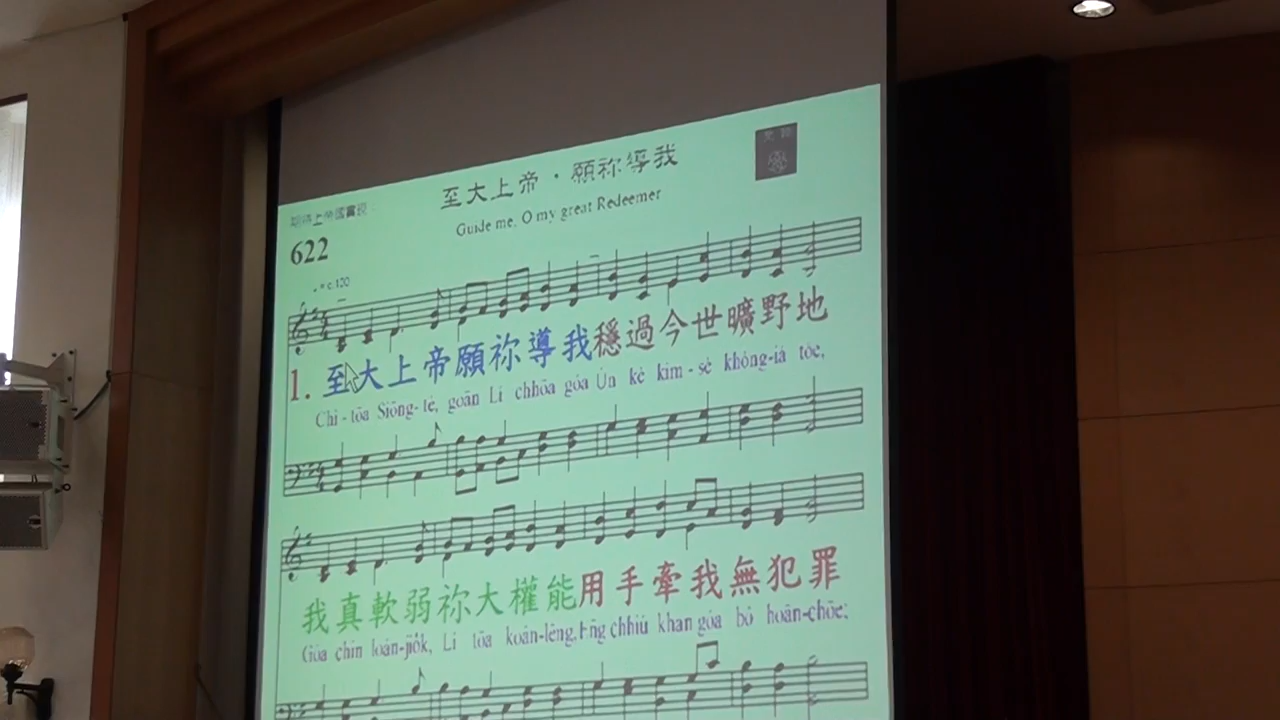 至大上帝·願祢導我
Guide me, O my great Redeemer
622
1. 至大上帝願祢導我穩過今世曠野地
Chì-tōa Siōng-tè, goān Lí chhōa góa Ún kè kim-sè khòng-iá tōe,
我真軟弱祢大權能用手牽我無犯罪
Góa chin loán-jio̍k, Lí tōa koân-lêng, Ēng chhiú khan góa bô hoān-chōe;